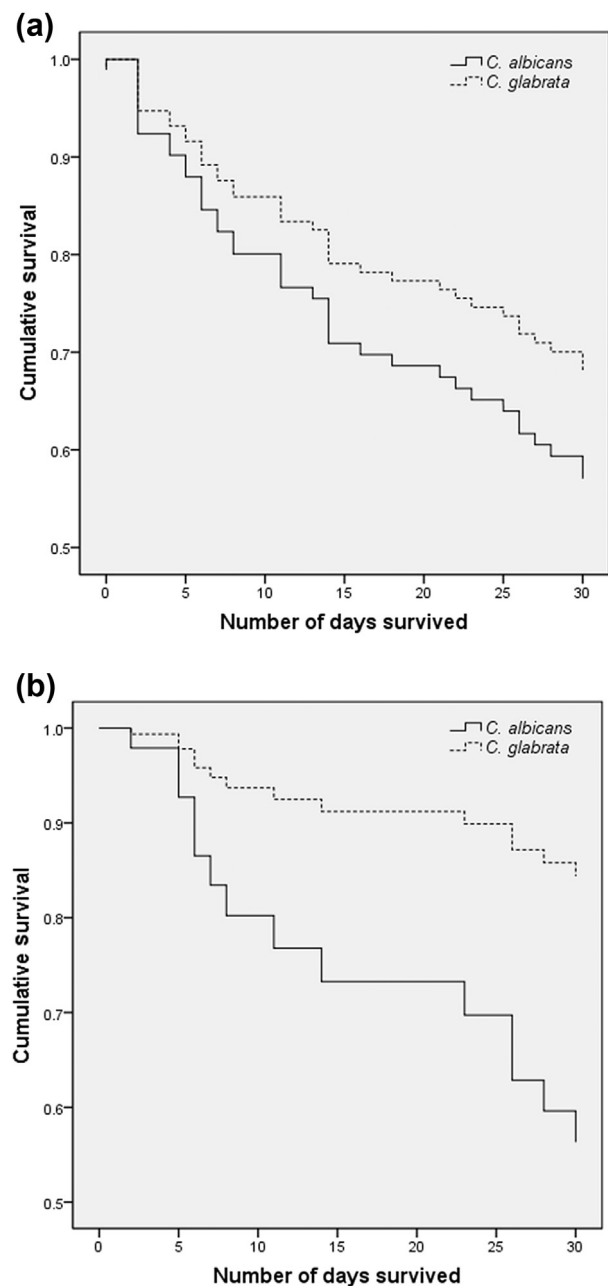 (a)
C. albicans
C. glabrata
1.0
0.9
0.8
0.7
0.6
0.5
Cumulative survival
0 5 10 15 20 25 30
Number of days survived
(b)
C. albicans
C. glabrata
1.0
0.9
0.8
0.7
0.6
0.5
Cumulative survival
0 5 10 15 20 25 30
Number of days survived